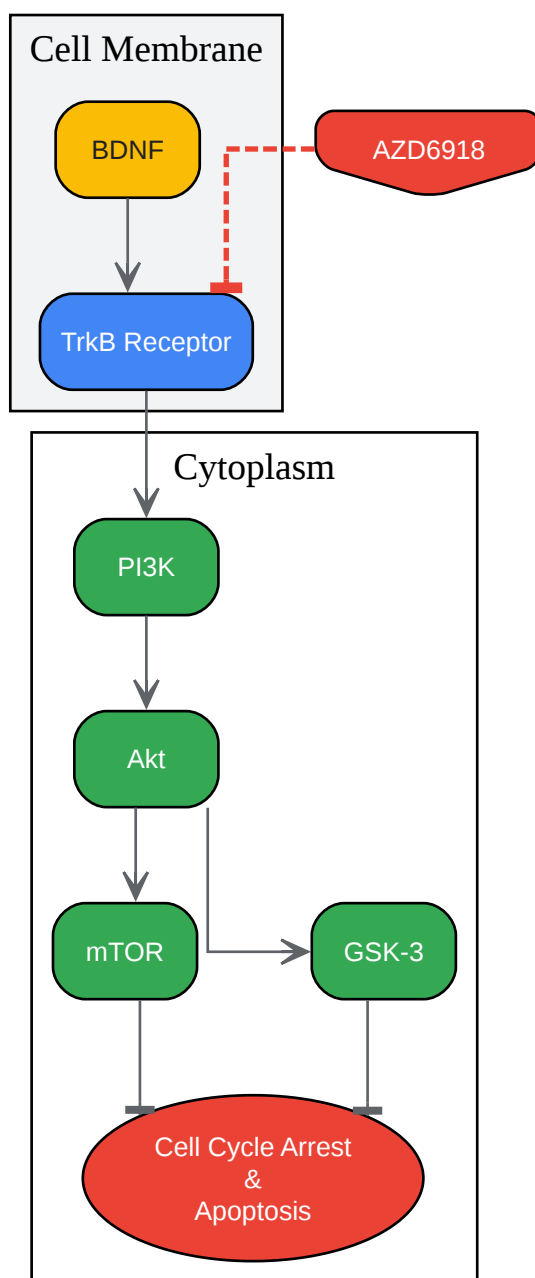 Cell Membrane
BDNF
AZD6918
TrkB Receptor
Cytoplasm
PI3K
Akt
mTOR
GSK-3
Cell Cycle Arrest
&
Apoptosis